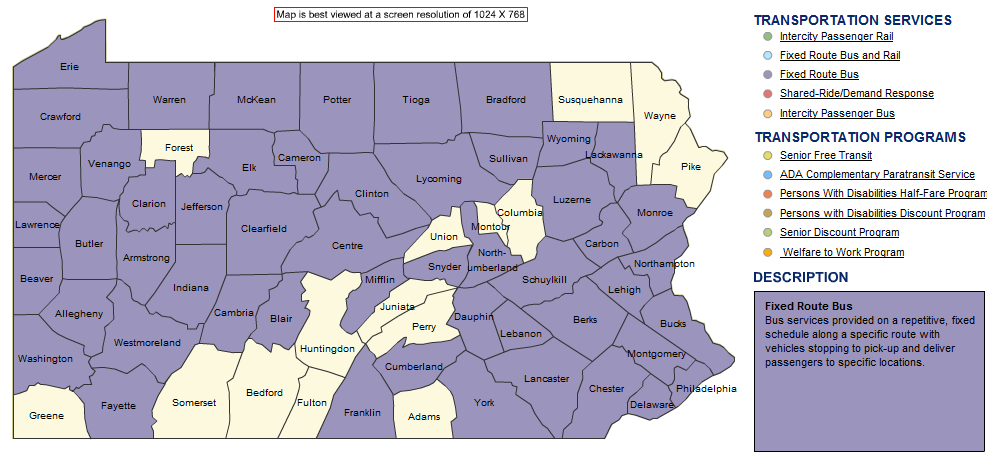 Map is best viewed at a screen resolution of 1024 X 768
TRANSPORTATION SERVICES
Intercity Passenger Rail
Fixed Route Bus and Rail
Fixed Route Bus
Shared-Ride/Demand Response
Intercity Passenger Bus
TRANSPORTATION PROGRAMS
Senior Free Transit
ADA Complementary Paratransit Service
Persons With Disabilities Half-Fare Program
Persons with Disabilities Discount Program
Senior Discount Program
Welfare to Work Program
DESCRIPTION
Fixed Route Bus
Bus services provided on a repetitive, fixed
schedule along a specific route with
vehicles stopping to pick-up and deliver
passengers to specific locations.
Erie
Warren
McKean
Potter
Tioga
Bradford
Susquehanna
Wayne
Crawford
Forest
Venango
Elk
Cameron
Sullivan
Wyoming
Lackawanna
Pike
Mercer
Clarion
Jefferson
Clinton
Lycoming
Columbia
Luzerne
Monroe
Lawrence
Butler
Armstrong
Clearfield
Centre
Union
Montour
North-
umberland
Carbon
Northampton
Beaver
Indiana
Mifflin
Snyder
Schuylkill
Lehigh
Allegheny
Cambria
Blair
Juniata
Perry
Dauphin
Lebanon
Berks
Bucks
Washington
Westmoreland
Huntingdon
Cumberland
Lancaster
Montgomery
Greene
Fayette
Somerset
Bedford
Fulton
Franklin
Adams
York
Chester
Delaware
Philadelphia